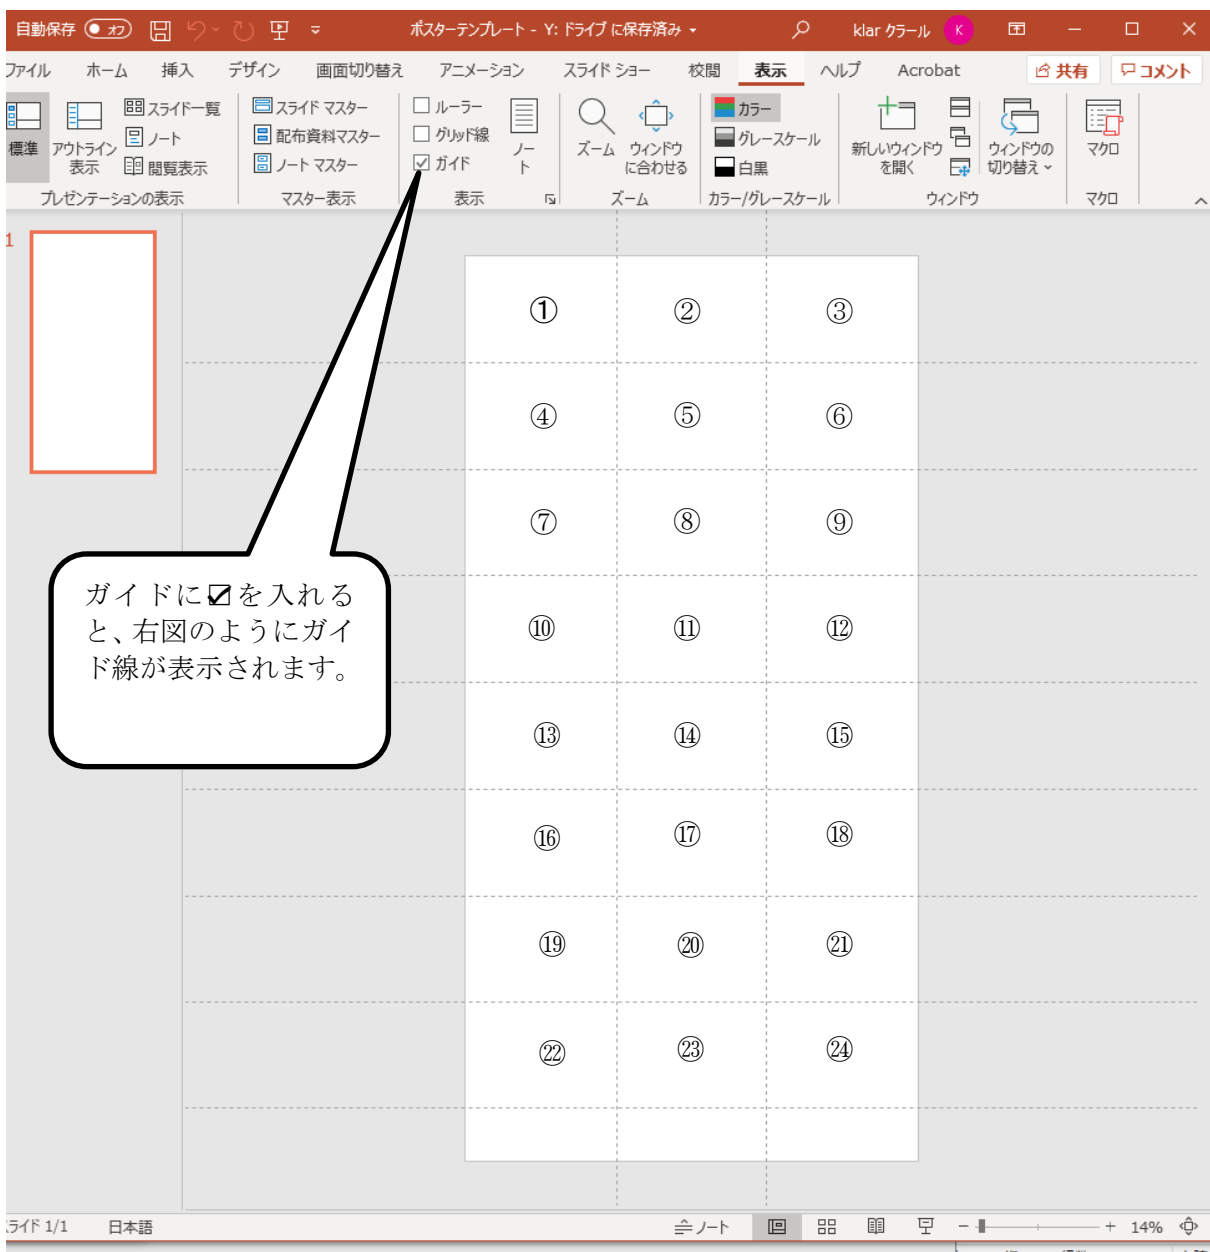 自動保存 オフ ポスターテンプレート - Y: ドライブ に保存済み klar クラール K
ファイル ホーム 挿入 デザイン 画面切り替え アニメーション スライド ショー 校閲 表示 ヘルプ Acrobat 共有 コメント
標準
アウトライン
表示
スライド一覧
ノート
閲覧表示
プレゼンテーションの表示
スライド マスター
配布資料マスター
ノート マスター
マスター表示
ルーラー
グリッド線
ガイド
ノー
ト
表示
ズーム
ウィンドウ
に合わせる
ズーム
カラー
グレースケール
白黒
カラー/グレースケール
新しいウィンドウ
を開く
ウィンドウの
切り替え
ウィンドウ
マクロ
マクロ
1
① ② ③
④ ⑤ ⑥
⑦ ⑧ ⑨
⑩ ⑪ ⑫
⑬ ⑭ ⑮
⑯ ⑰ ⑱
⑲ ⑳ ㉑
㉒ ㉓ ㉔
ガイドに☑を入れる
と、右図のようにガイ
ド線が表示されます。
スライド 1/1 日本語 ノート - + 14%